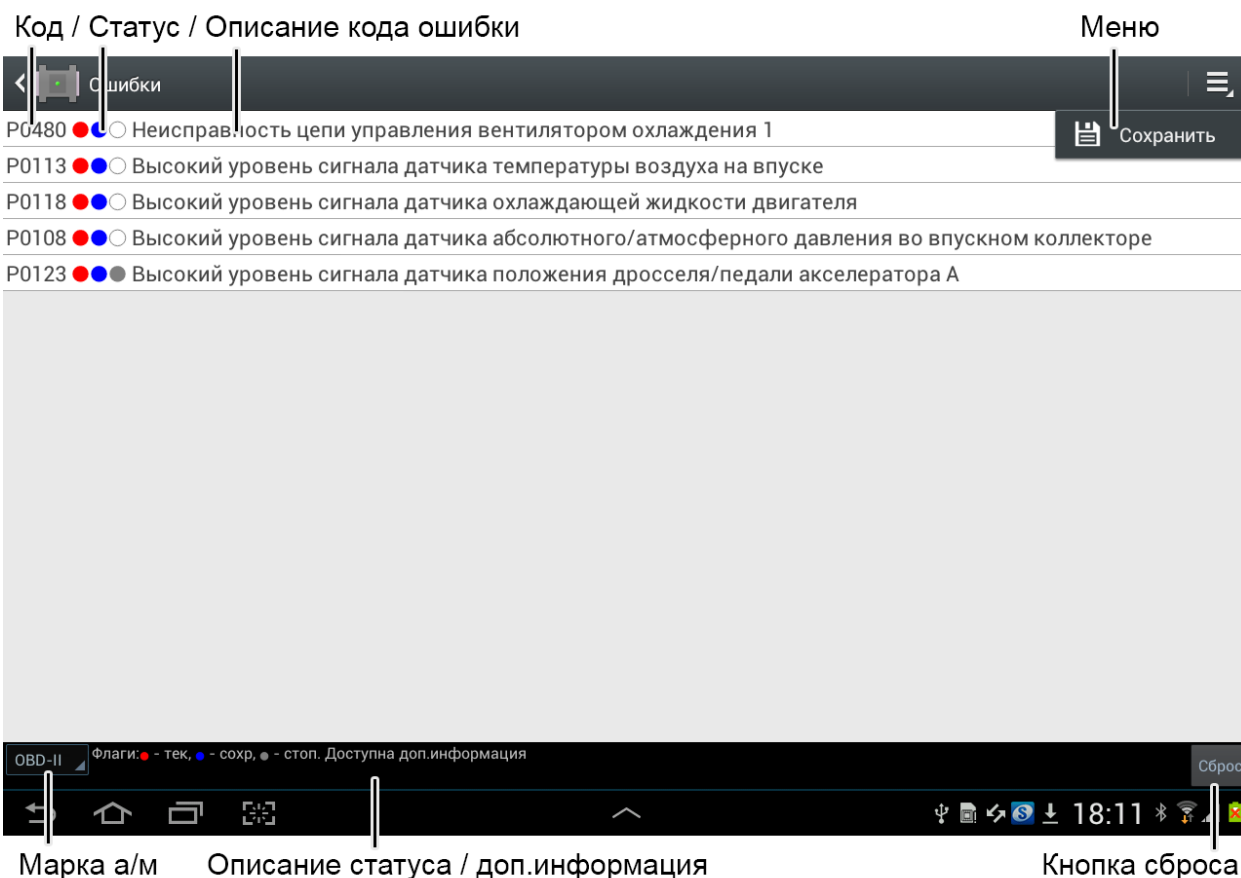 Код / Статус / Описание кода ошибки
Меню
Ошибки
P0480 Неисправность цепи управления вентилятором охлаждения 1
Сохранить
P0113 Высокий уровень сигнала датчика температуры воздуха на впуске
P0118 Высокий уровень сигнала датчика охлаждающей жидкости двигателя
P0108 Высокий уровень сигнала датчика абсолютного/атмосферного давления во впускном коллекторе
P0123 Высокий уровень сигнала датчика положения дросселя/педали акселератора А
OBD-II
Флаги: - тек, - сохр, - стоп. Доступна доп.информация
Сброс
18:11
Марка а/м
Описание статуса / доп.информация
Кнопка сброса